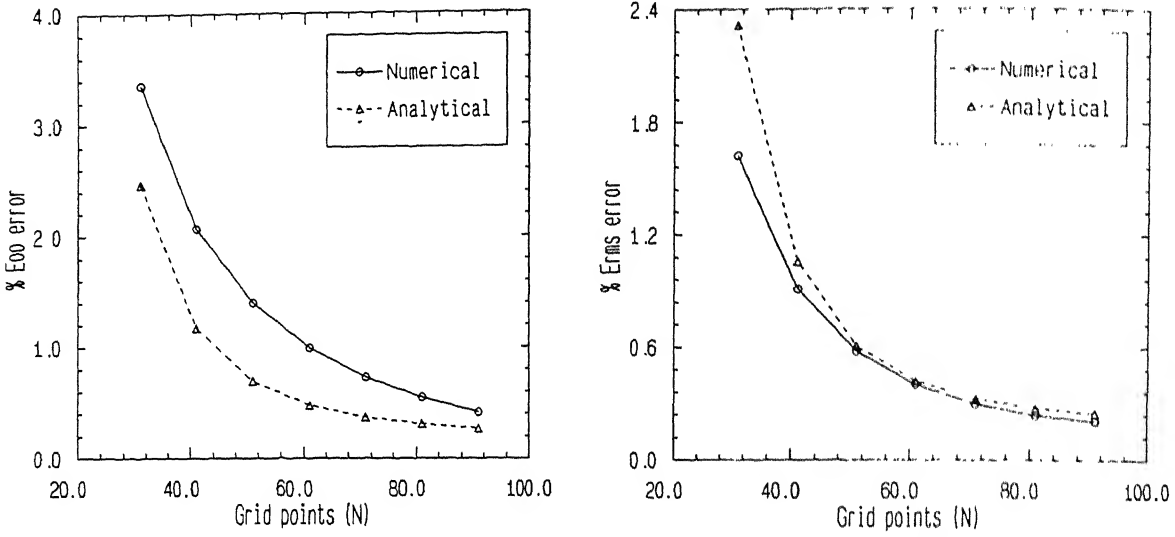 4.0
3.0
2 0
1.0
0.0
% Eoo error
Numerical
Analytical
20.0 40.0 60.0 80.0 100.0
Grid points (N)
2.4
1.8
1.2
0.6
0.0
% Erms error
Numerical
Analytical
20.0 40.0 60.0 80.0 100.0
Grid points (N)